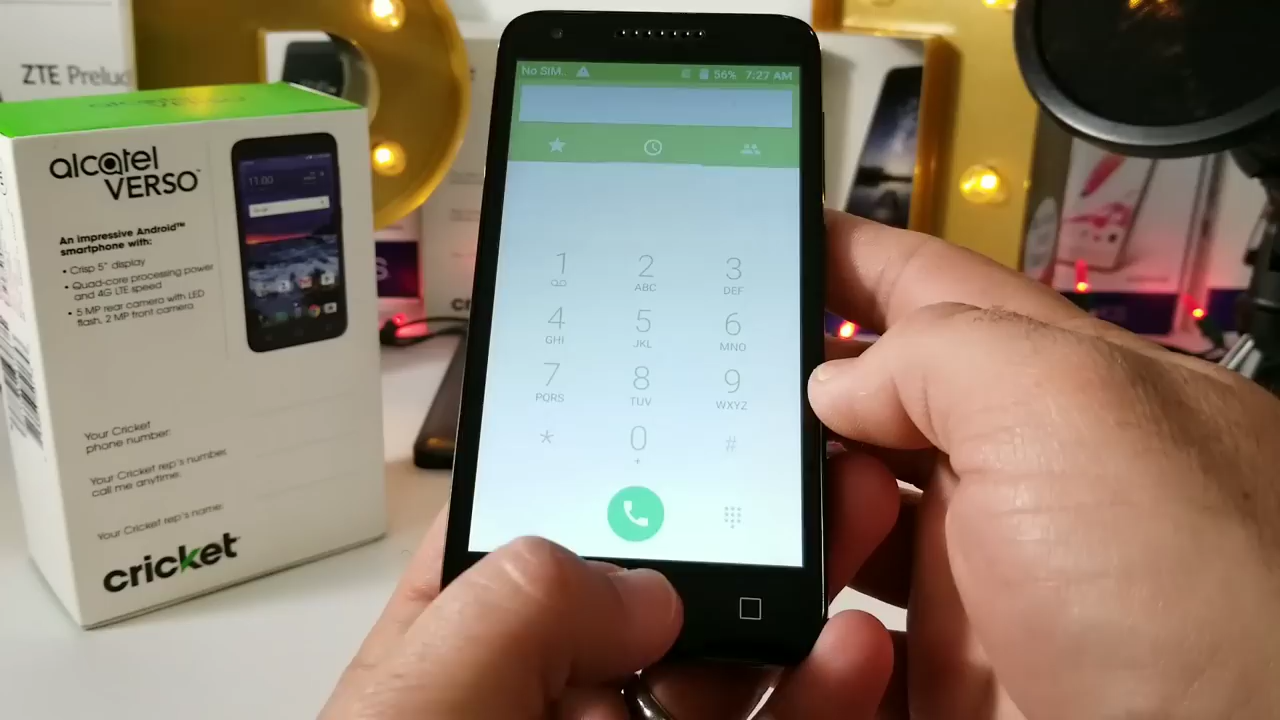 ZTE Prelud
alcatel
VERSO™
An impressive Android™
smartphone with:
• Crisp 5" display
• Quad-core processing power
and 4G LTE speed
• 5 MP rear camera with LED
flash, 2 MP front camera
11:00
Your Cricket
phone number:
Your Cricket rep's number,
call me anytime:
Your Cricket rep's name:
cricket
No SIM.. 56% 7:27 AM
1 2 3
ABC DEF
4 5 6
GHI JKL MNO
7 8 9
PQRS TUV WXYZ
* 0 #
+